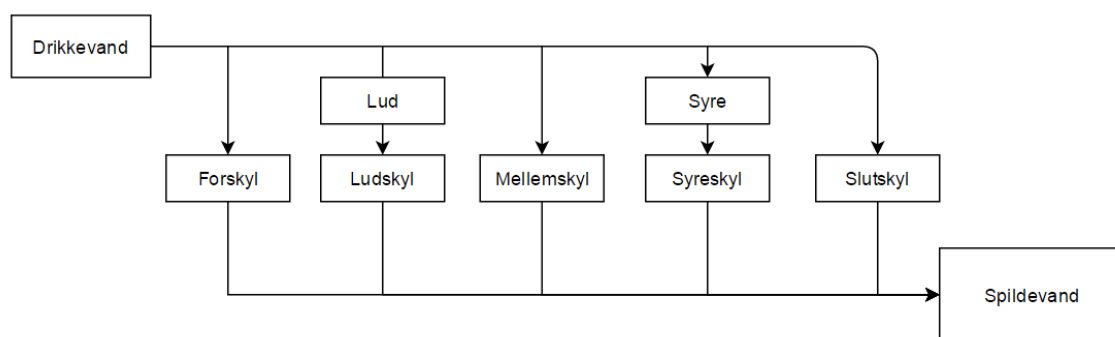 Drikkevand
Lud
Syre
Forskyl
Ludskyl
Mellemskyl
Syreskyl
Slutskyl
Spildevand